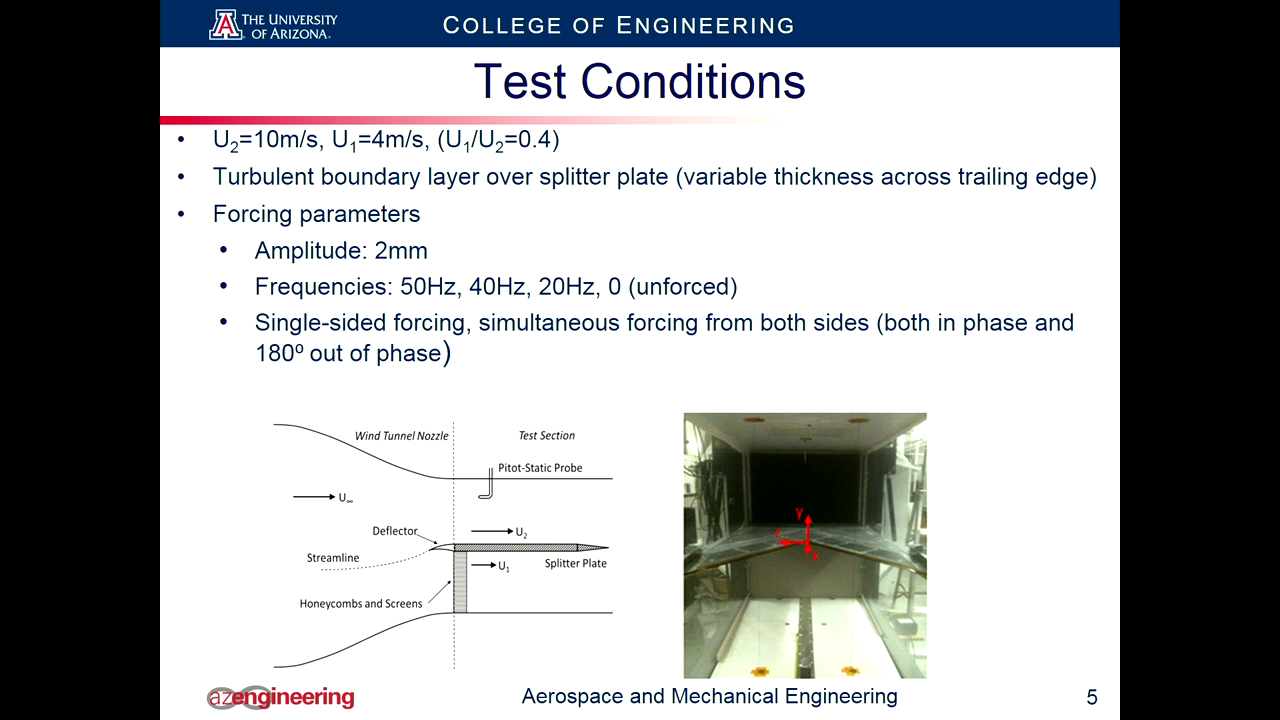 THE UNIVERSITY
OF ARIZONA.
COLLEGE OF ENGINEERING
Test Conditions
• U2=10m/s, U1=4m/s, (U1/U2=0.4)
• Turbulent boundary layer over splitter plate (variable thickness across trailing edge)
• Forcing parameters
• Amplitude: 2mm
• Frequencies: 50Hz, 40Hz, 20Hz, 0 (unforced)
• Single-sided forcing, simultaneous forcing from both sides (both in phase and
180º out of phase)
Wind Tunnel Nozzle
Test Section
Pitot-Static Probe
U∞
Deflector
U2
Streamline
U1
Splitter Plate
Honeycombs and Screens
Y
Z
X
azengineering
Aerospace and Mechanical Engineering
5